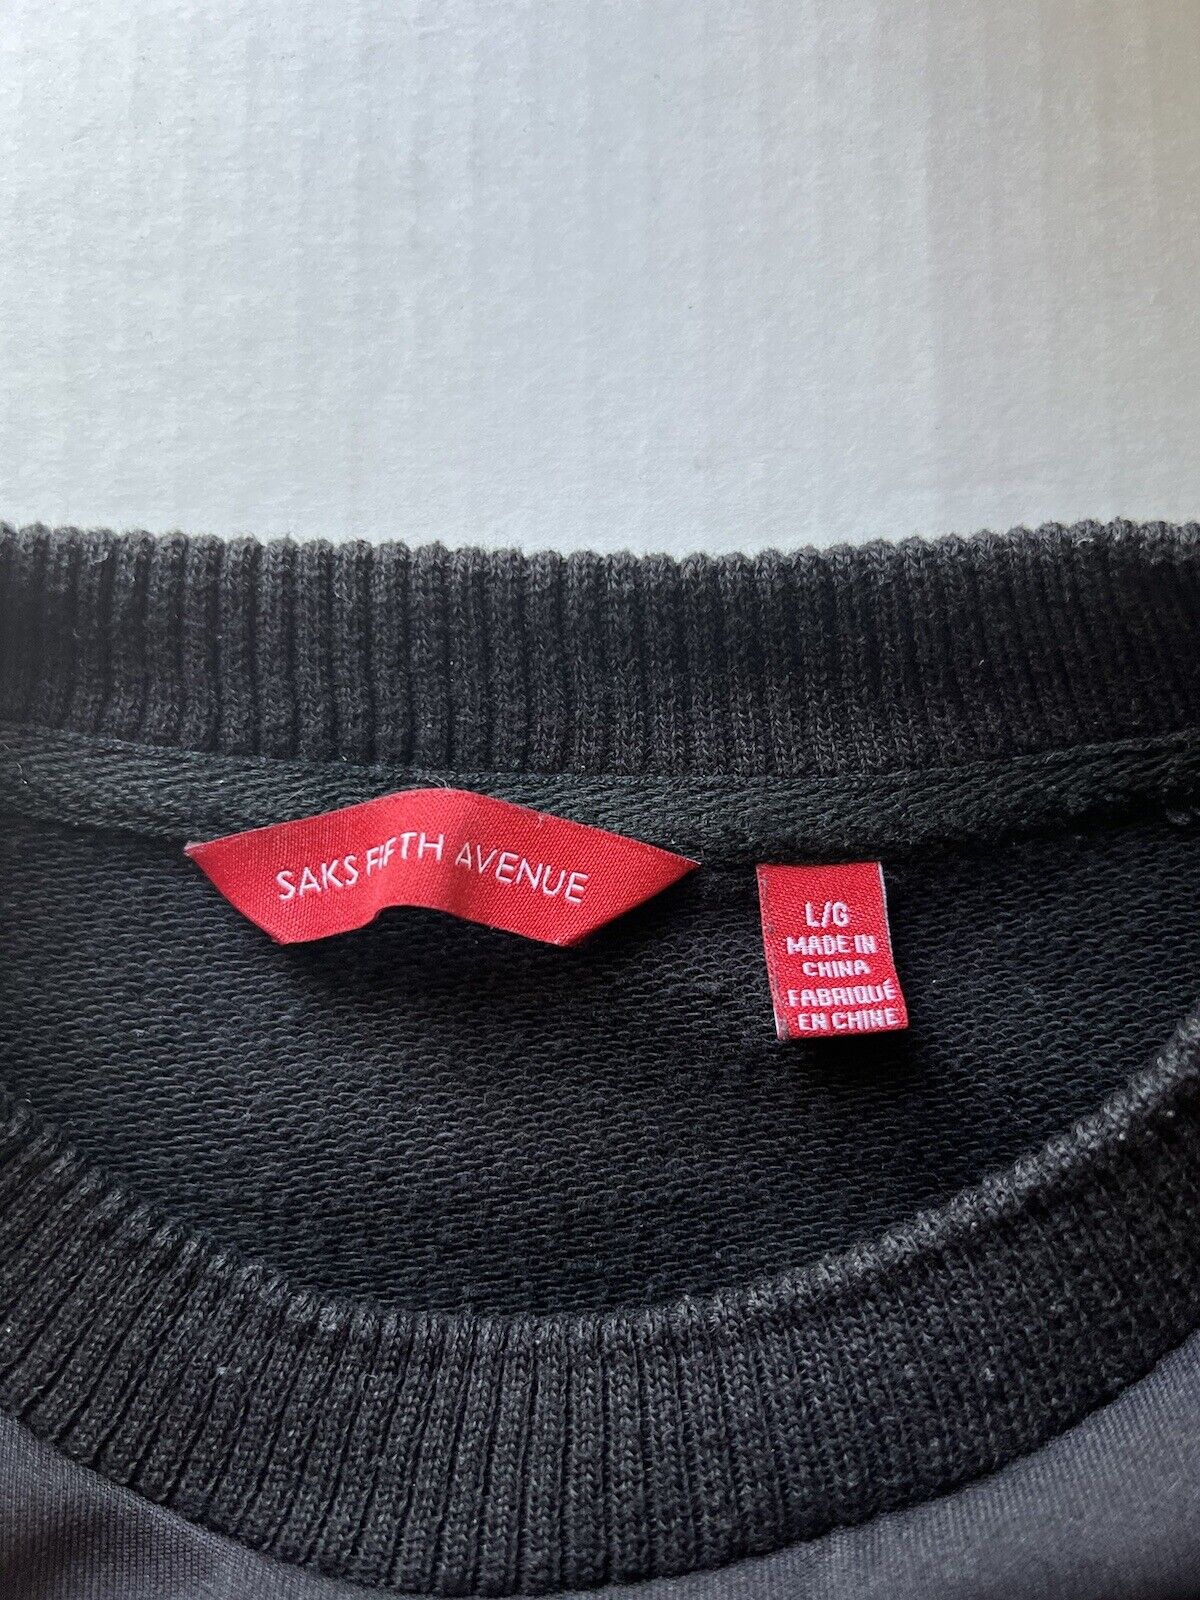 SAKS FIFTH AVENUE
L/G
MADE IN
CHINA
FABRIQUÉ
EN CHINE